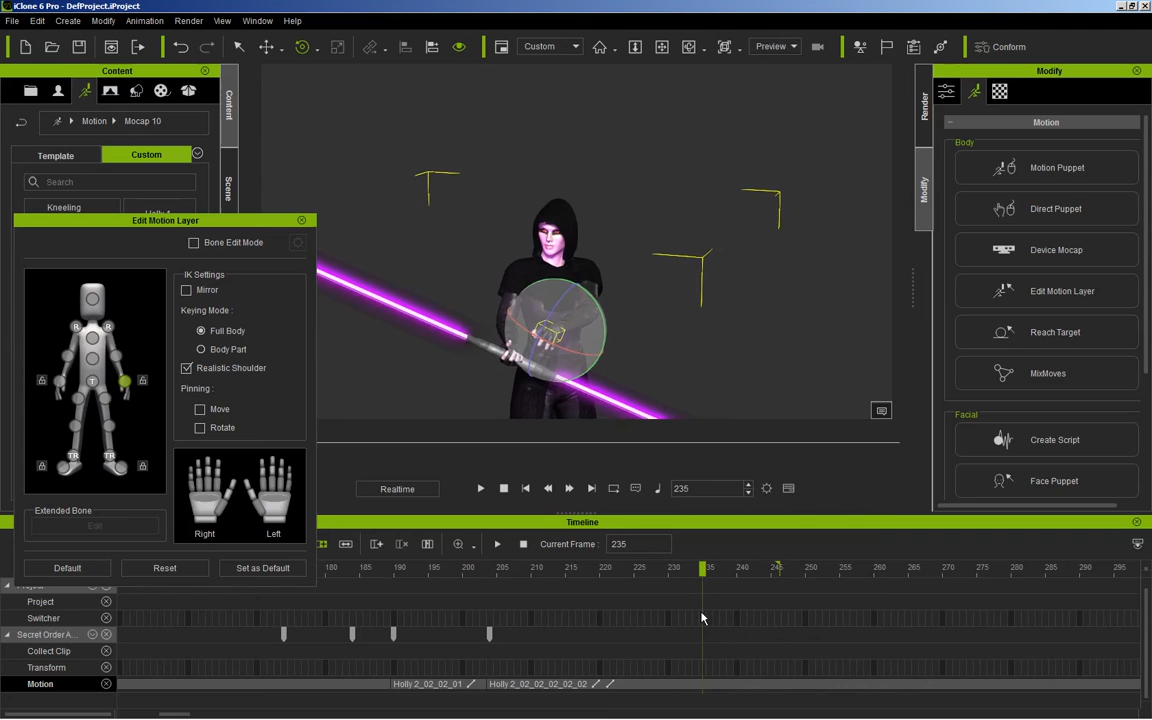 iClone 6 Pro - DefProject.iProject
File Edit Create Modify Animation Render View Window Help
Custom Preview Conform
Content
Motion Mocap 10
Template Custom
Search
Kneeling
Content
Scene
Edit Motion Layer
Bone Edit Mode
IK Settings
Mirror
Keying Mode :
Full Body
Body Part
Realistic Shoulder
Pinning :
Move
Rotate
R R
T
TR TR
Right Left
Extended Bone
Edit
Default Reset Set as Default
Render
Modify
Modify
Motion
Body
Motion Puppet
Direct Puppet
Device Mocap
Edit Motion Layer
Reach Target
MixMoves
Facial
Create Script
Face Puppet
Realtime 235
Timeline
Current Frame : 235
180 185 190 195 200 205 210 215 220 225 230 235 240 245 250 255 260 265 270 275 280 285 290 295
Project
Switcher
Secret Order A...
Collect Clip
Transform
Motion Holly 2_02_02_01 Holly 2_02_02_02_02_02